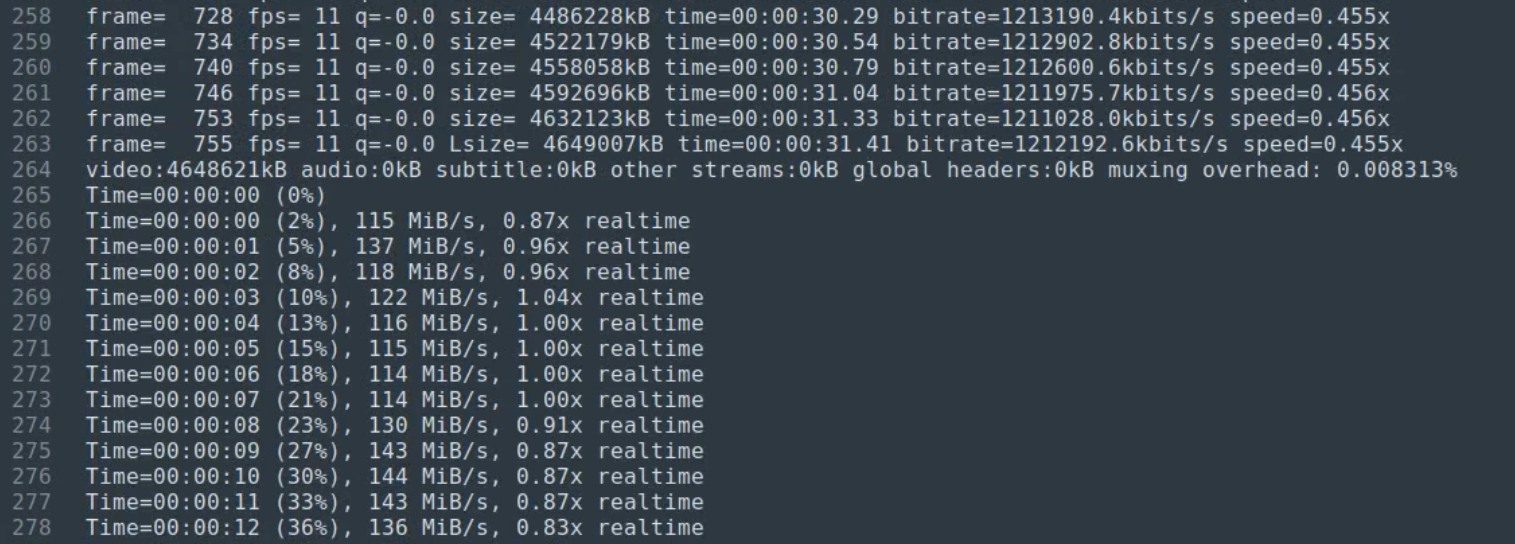 258 frame=  728 fps= 11 q=-0.0 size= 4486228kB time=00:00:30.29 bitrate=1213190.4kbits/s speed=0.455x
259 frame=  734 fps= 11 q=-0.0 size= 4522179kB time=00:00:30.54 bitrate=1212902.8kbits/s speed=0.455x
260 frame=  740 fps= 11 q=-0.0 size= 4558058kB time=00:00:30.79 bitrate=1212600.6kbits/s speed=0.455x
261 frame=  746 fps= 11 q=-0.0 size= 4592696kB time=00:00:31.04 bitrate=1211975.7kbits/s speed=0.456x
262 frame=  753 fps= 11 q=-0.0 size= 4632123kB time=00:00:31.33 bitrate=1211028.0kbits/s speed=0.456x
263 frame=  755 fps= 11 q=-0.0 Lsize= 4649007kB time=00:00:31.41 bitrate=1212192.6kbits/s speed=0.455x
264 video:4648621kB audio:0kB subtitle:0kB other streams:0kB global headers:0kB muxing overhead: 0.008313%
265 Time=00:00:00 (0%)
266 Time=00:00:00 (2%), 115 MiB/s, 0.87x realtime
267 Time=00:00:01 (5%), 137 MiB/s, 0.96x realtime
268 Time=00:00:02 (8%), 118 MiB/s, 0.96x realtime
269 Time=00:00:03 (10%), 122 MiB/s, 1.04x realtime
270 Time=00:00:04 (13%), 116 MiB/s, 1.00x realtime
271 Time=00:00:05 (15%), 115 MiB/s, 1.00x realtime
272 Time=00:00:06 (18%), 114 MiB/s, 1.00x realtime
273 Time=00:00:07 (21%), 114 MiB/s, 1.00x realtime
274 Time=00:00:08 (23%), 130 MiB/s, 0.91x realtime
275 Time=00:00:09 (27%), 143 MiB/s, 0.87x realtime
276 Time=00:00:10 (30%), 144 MiB/s, 0.87x realtime
277 Time=00:00:11 (33%), 143 MiB/s, 0.87x realtime
278 Time=00:00:12 (36%), 136 MiB/s, 0.83x realtime